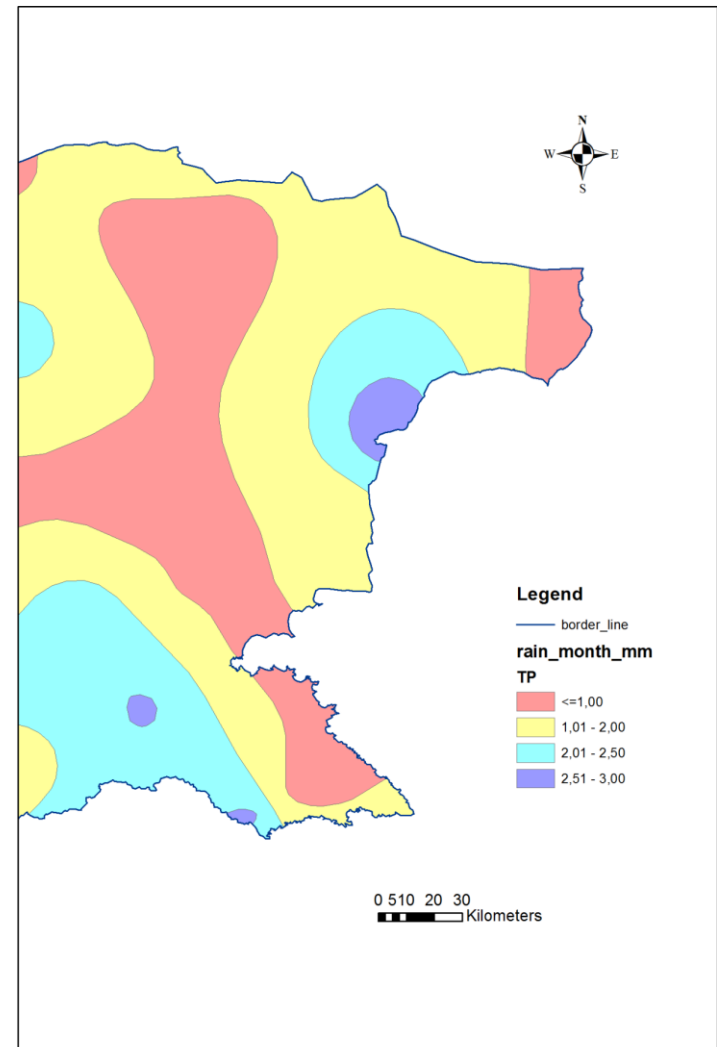 N
W E
S
Legend
border_line
rain_month_mm
TP
<=1,00
1,01 - 2,00
2,01 - 2,50
2,51 - 3,00
0 510 20 30
Kilometers